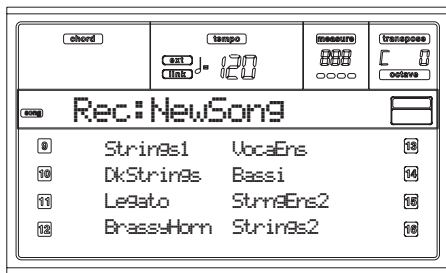 chord tempo measure transpose
ext ♩= 120 888 C 0
link octave
song Rec:NewSong
9 Strings1 VocaEns 13
10 DkStrings Bassi 14
11 Legato StrngEns2 15
12 BrassyHorn Strings2 16